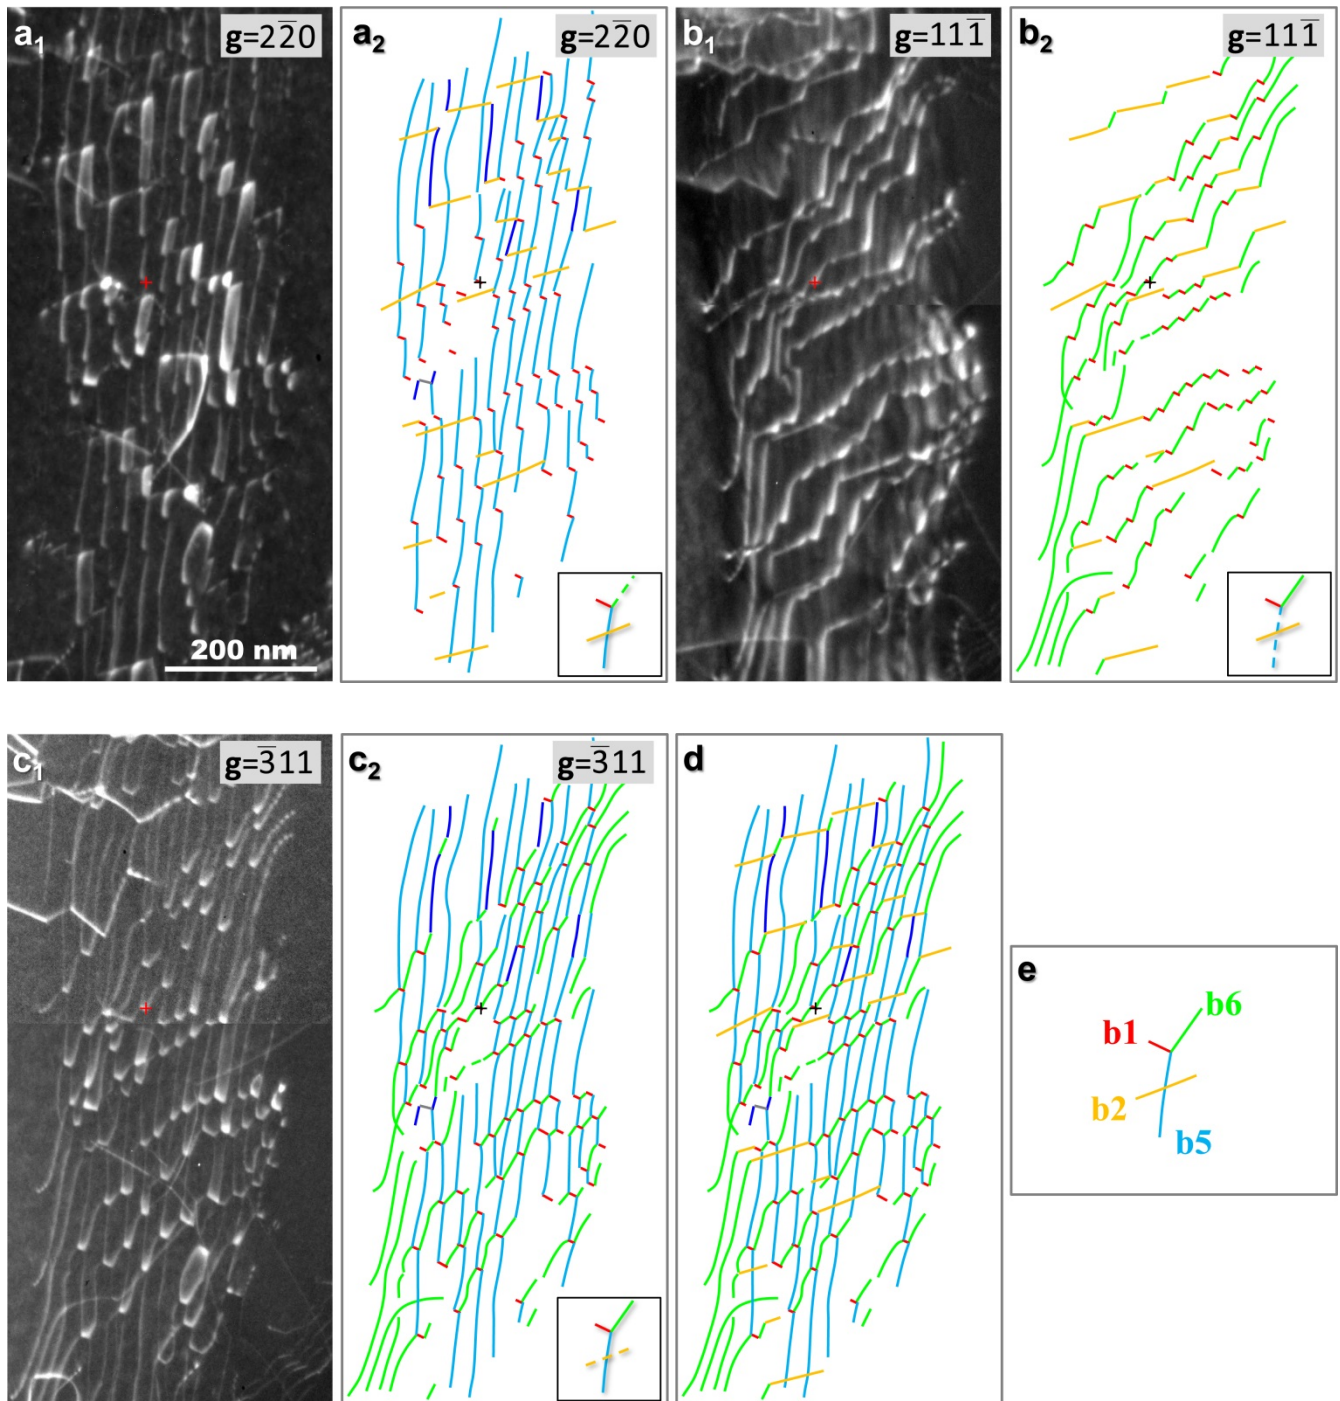 a₁
g=22̅0
a₂
g=22̅0
b₁
g=111̅
b₂
g=111̅
200 nm
c₁
g=3̅11
c₂
g=3̅11
d
e
b1
b6
b2
b5